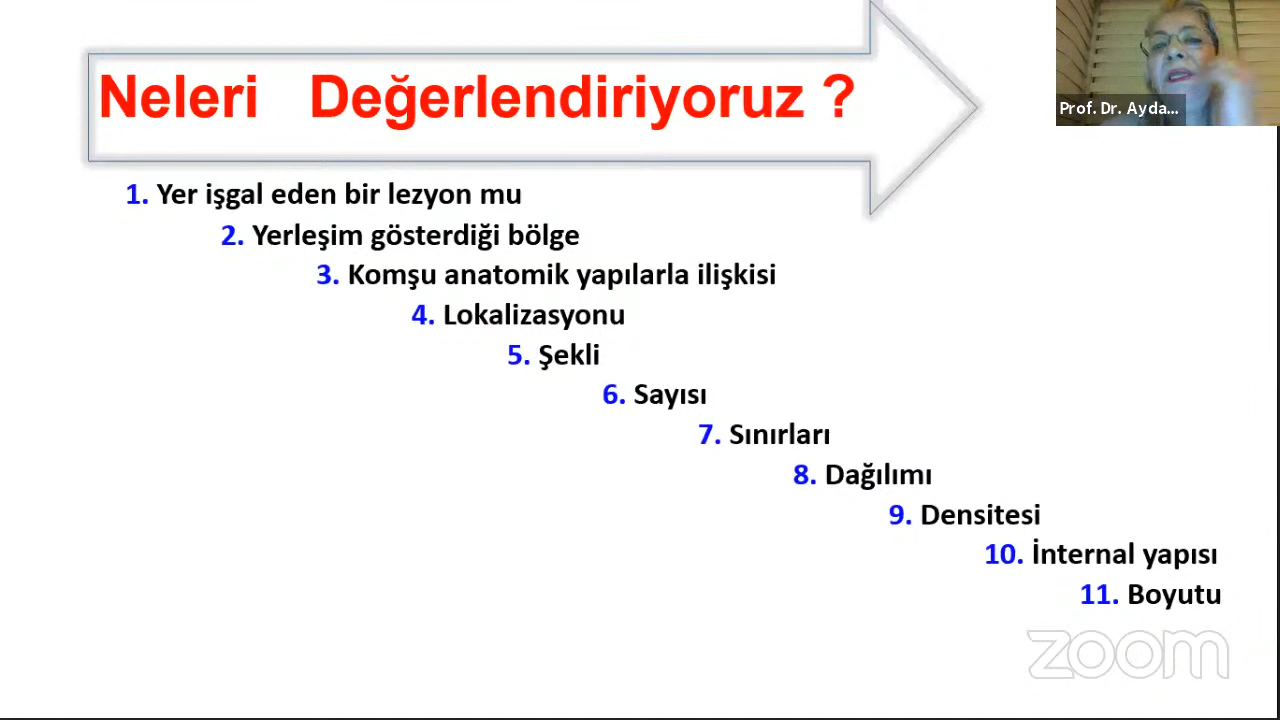 Neleri Değerlendiriyoruz ?
Prof. Dr. Ayda...
1. Yer işgal eden bir lezyon mu
2. Yerleşim gösterdiği bölge
3. Komşu anatomik yapılarla ilişkisi
4. Lokalizasyonu
5. Şekli
6. Sayısı
7. Sınırları
8. Dağılımı
9. Densitesi
10. İnternal yapısı
11. Boyutu
zoom